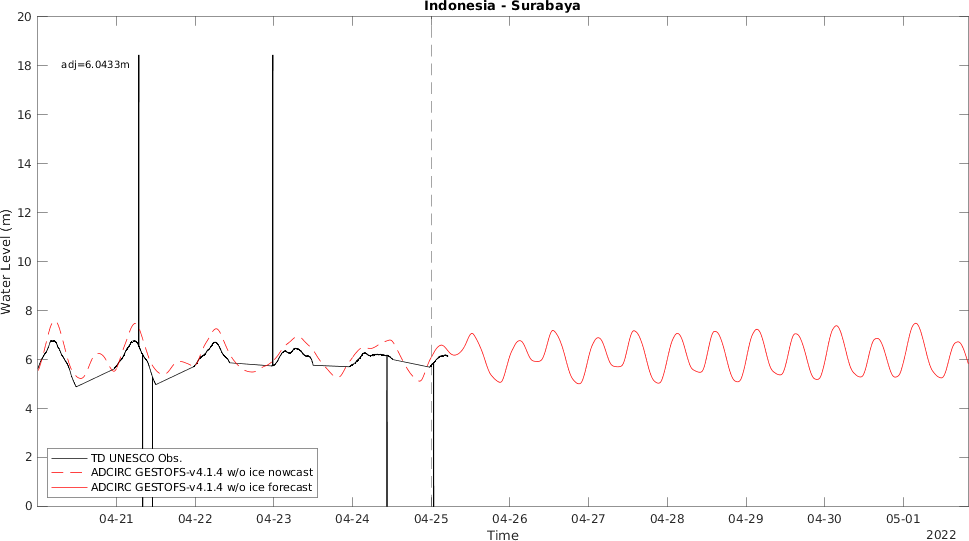 Indonesia - Surabaya
20
18
16
14
12
10
8
6
4
2
0
Water Level (m)
adj=6.0433m
TD UNESCO Obs.
ADCIRC GESTOFS-v4.1.4 w/o ice nowcast
ADCIRC GESTOFS-v4.1.4 w/o ice forecast
04-21 04-22 04-23 04-24 04-25 04-26 04-27 04-28 04-29 04-30 05-01
Time
2022